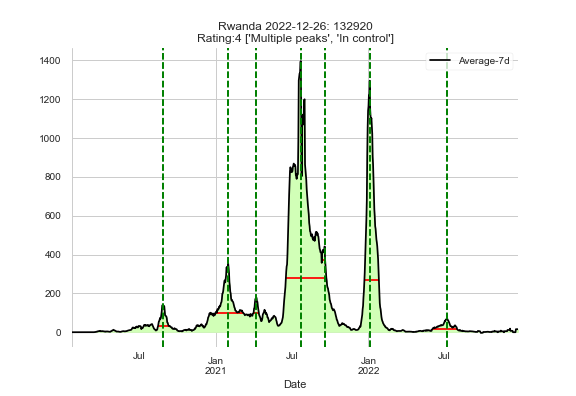 Rwanda 2022-12-26: 132920
Rating:4 ['Multiple peaks', 'In control']
Average-7d
1400
1200
1000
800
600
400
200
0
Jul
Jan
2021
Jul
Jan
2022
Jul
Date